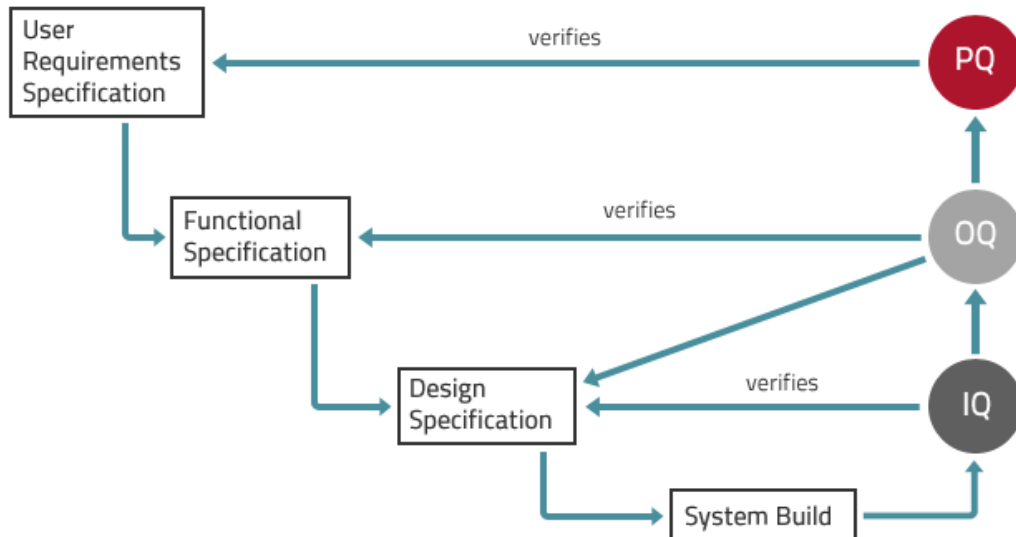 User
Requirements
Specification
verifies
PQ
Functional
Specification
verifies
OQ
Design
Specification
verifies
IQ
System Build